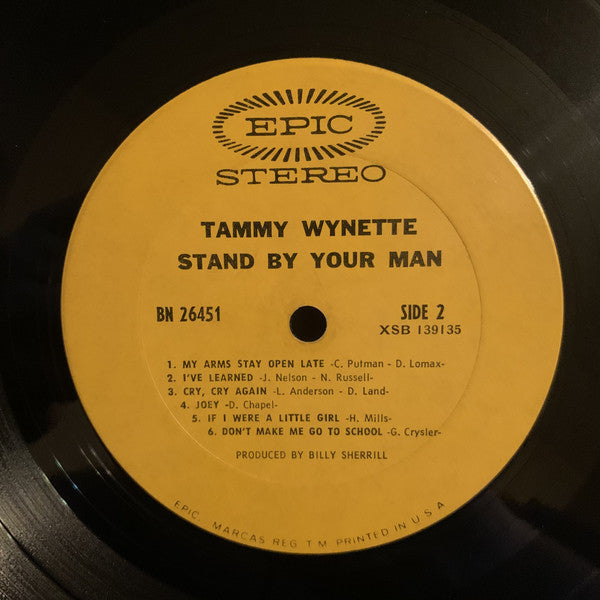 EPIC
STEREO
TAMMY WYNETTE
STAND BY YOUR MAN
BN 26451 SIDE 2
XSB 139135
1. MY ARMS STAY OPEN LATE -C. Putman - D. Lomax-
2. I'VE LEARNED -J. Nelson - N. Russell-
3. CRY, CRY AGAIN -L. Anderson - D. Land-
4. JOEY -D. Chapel-
5. IF I WERE A LITTLE GIRL -H. Mills-
6. DON'T MAKE ME GO TO SCHOOL -G. Crysler-
PRODUCED BY BILLY SHERRILL
EPIC. MARCAS REG T M PRINTED IN U S A